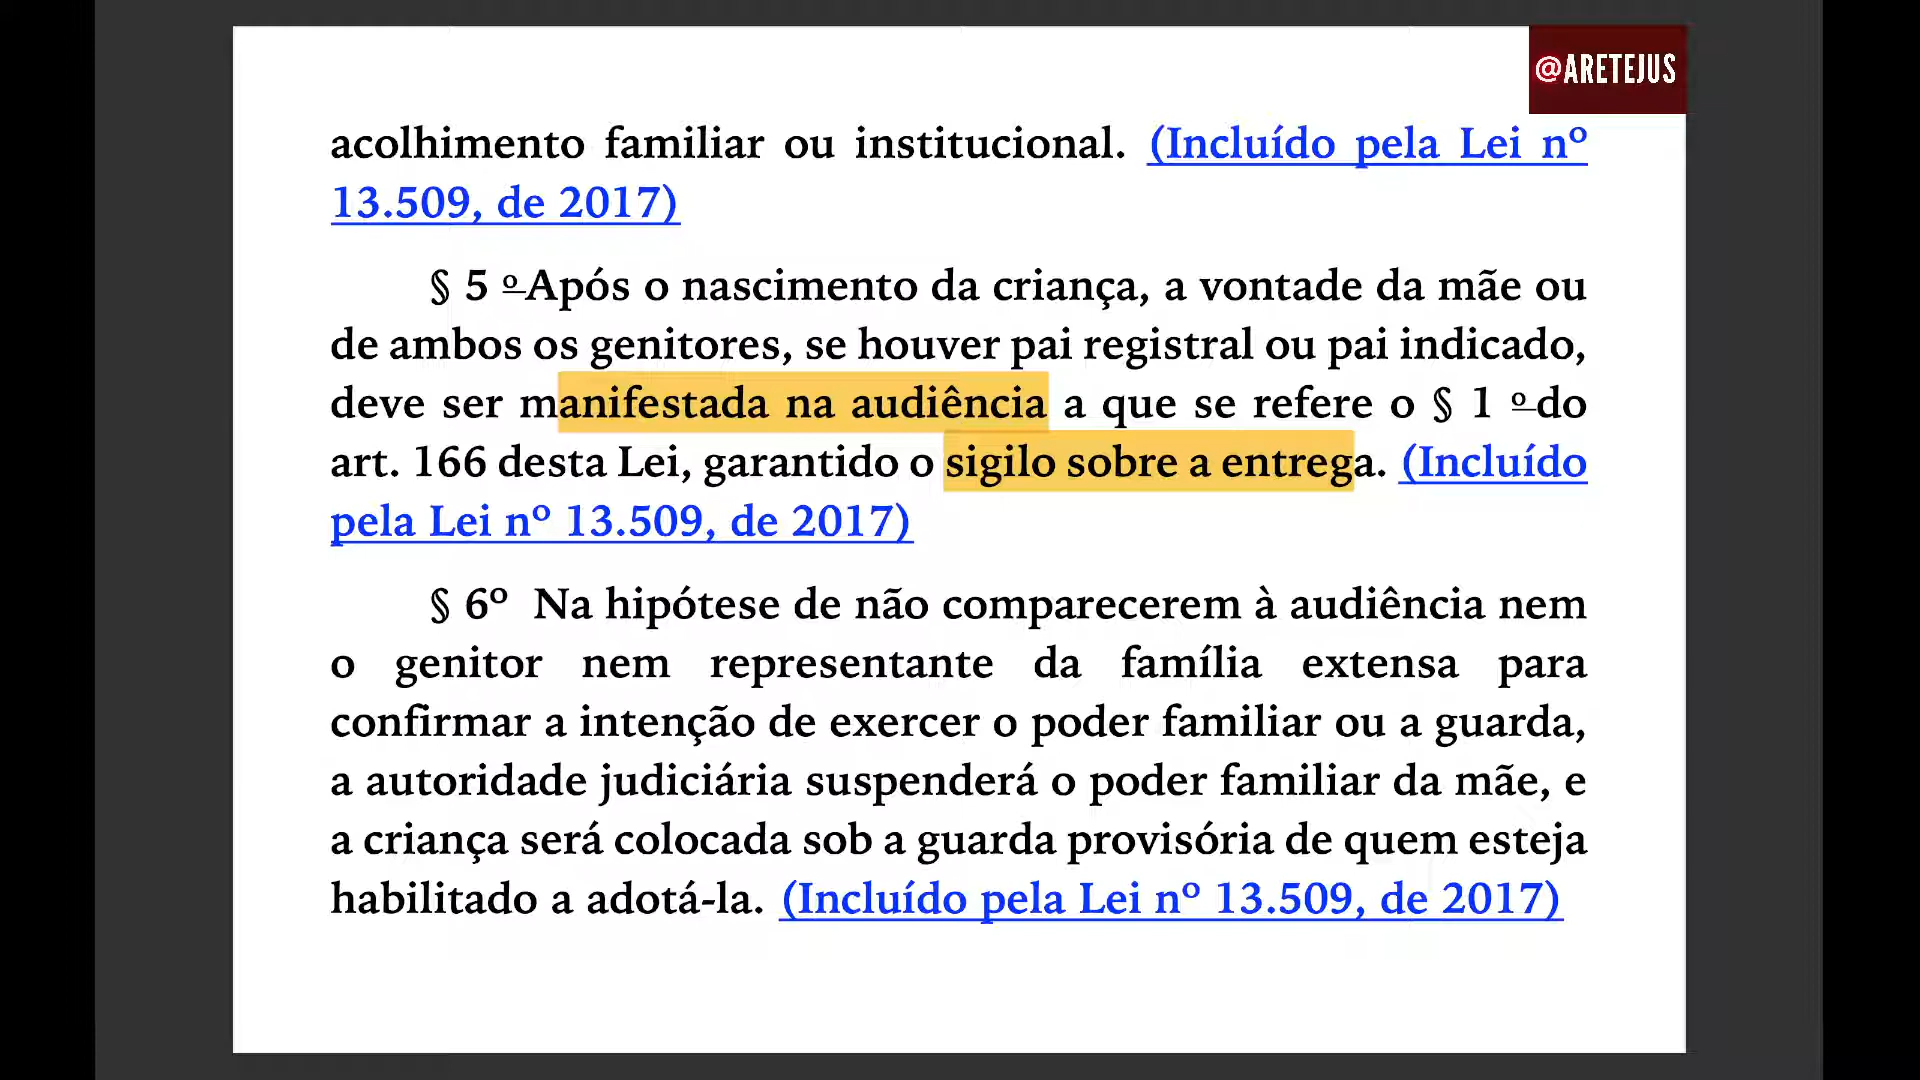 @ARETEJUS
acolhimento familiar ou institucional. (Incluído pela Lei nº
13.509, de 2017)
§ 5 º Após o nascimento da criança, a vontade da mãe ou
de ambos os genitores, se houver pai registral ou pai indicado,
deve ser manifestada na audiência a que se refere o § 1 º do
art. 166 desta Lei, garantido o sigilo sobre a entrega. (Incluído
pela Lei nº 13.509, de 2017)
§ 6º Na hipótese de não comparecerem à audiência nem
o genitor nem representante da família extensa para
confirmar a intenção de exercer o poder familiar ou a guarda,
a autoridade judiciária suspenderá o poder familiar da mãe, e
a criança será colocada sob a guarda provisória de quem esteja
habilitado a adotá-la. (Incluído pela Lei nº 13.509, de 2017)